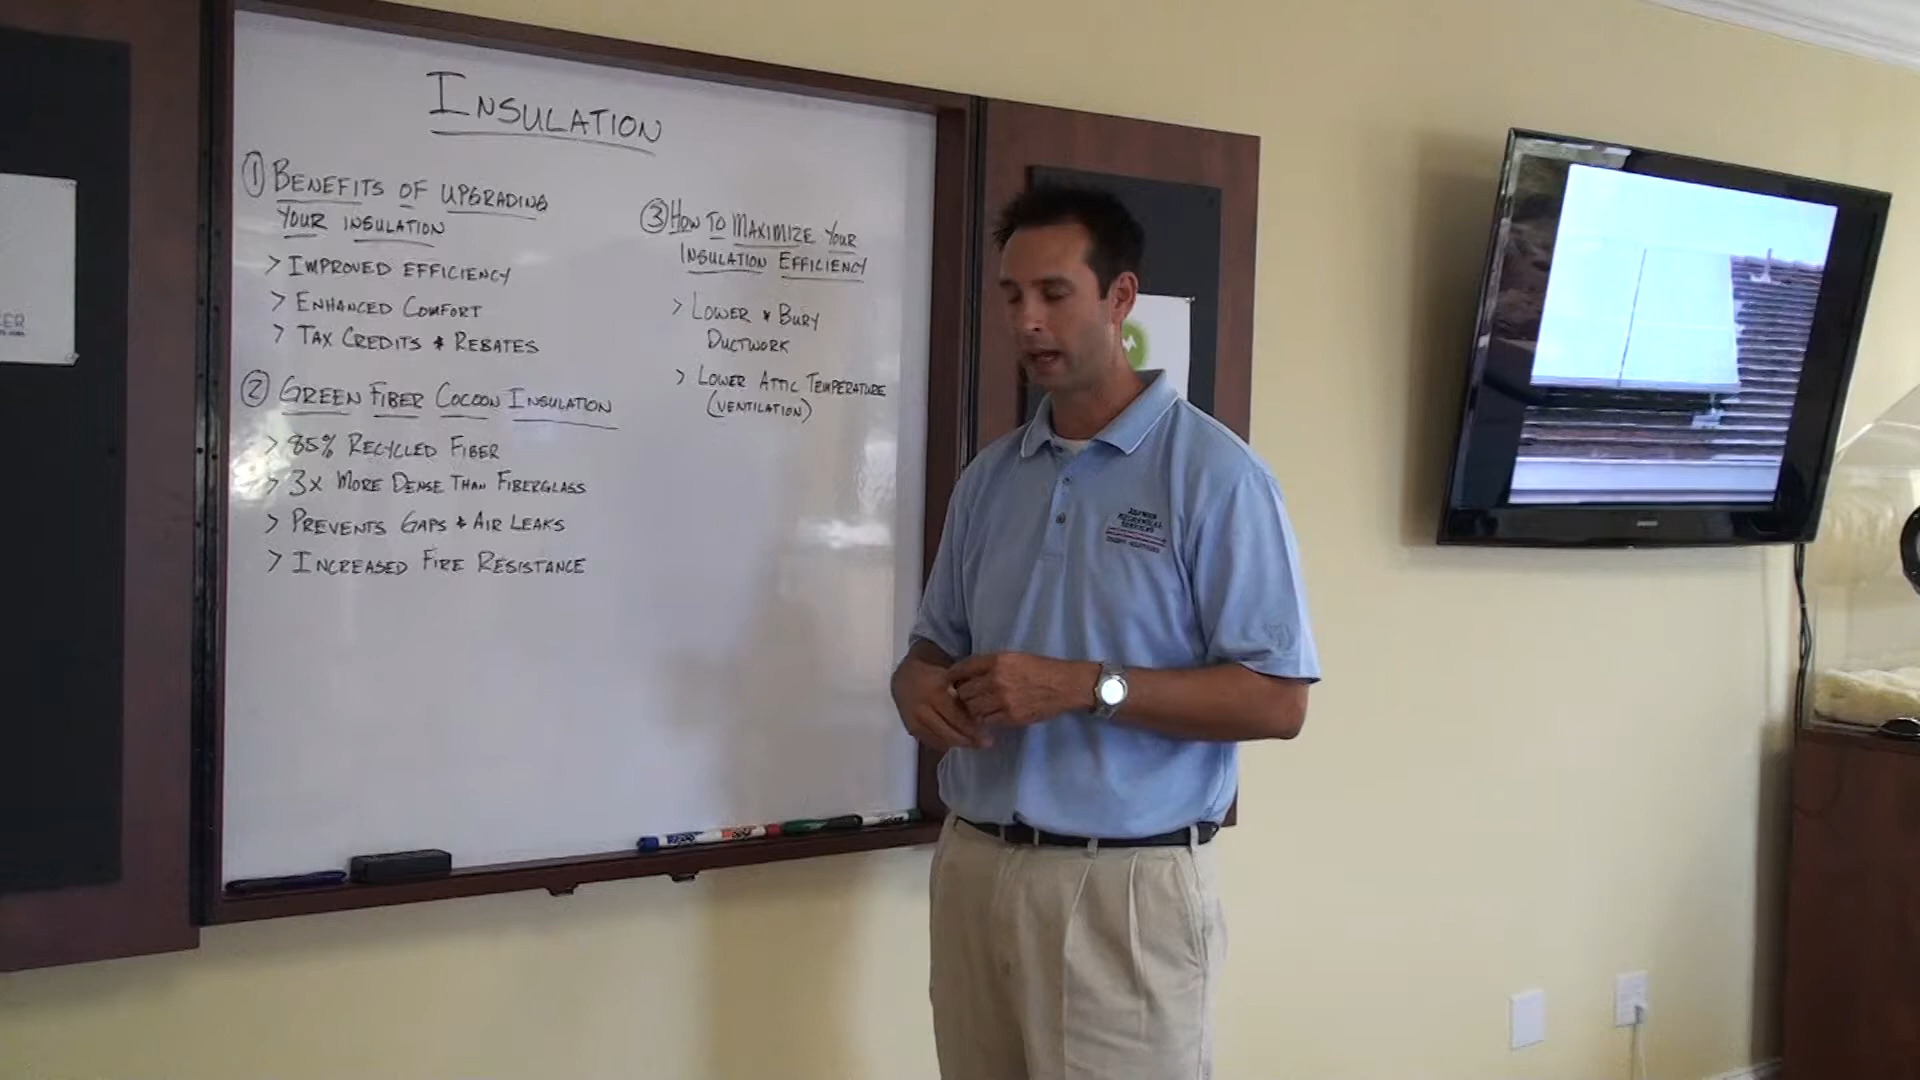 INSULATION
① BENEFITS OF UPGRADING
YOUR INSULATION
> IMPROVED EFFICIENCY
> ENHANCED COMFORT
> TAX CREDITS & REBATES
② GREEN FIBER COCOON INSULATION
> 85% RECYCLED FIBER
> 3X MORE DENSE THAN FIBERGLASS
> PREVENTS GAPS & AIR LEAKS
> INCREASED FIRE RESISTANCE
③ HOW TO MAXIMIZE YOUR
INSULATION EFFICIENCY
> LOWER & BURY
DUCTWORK
> LOWER ATTIC TEMPERATURE
(VENTILATION)
SAMSUNG
EXPO